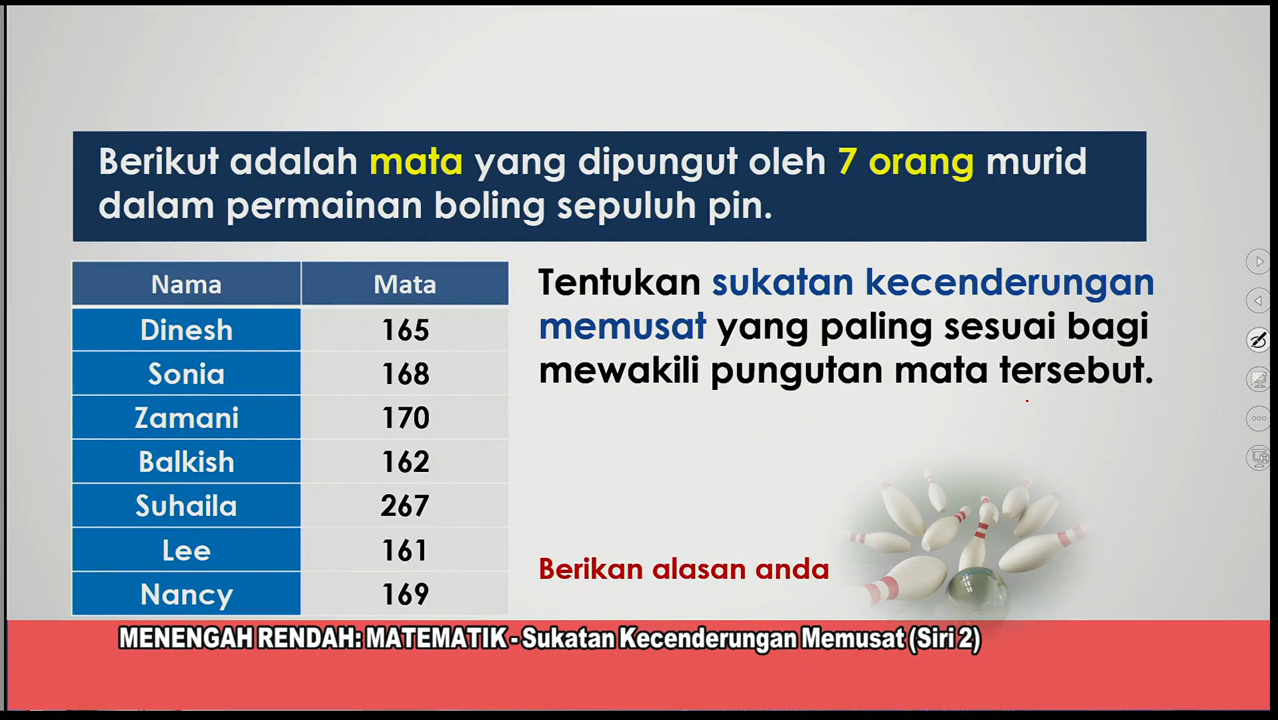 Berikut adalah mata yang dipungut oleh 7 orang murid
dalam permainan boling sepuluh pin.
Nama Mata
Dinesh 165
Sonia 168
Zamani 170
Balkish 162
Suhaila 267
Lee 161
Nancy 169
Tentukan sukatan kecenderungan
memusat yang paling sesuai bagi
mewakili pungutan mata tersebut.
Berikan alasan anda
MENENGAH RENDAH: MATEMATIK - Sukatan Kecenderungan Memusat (Siri 2)